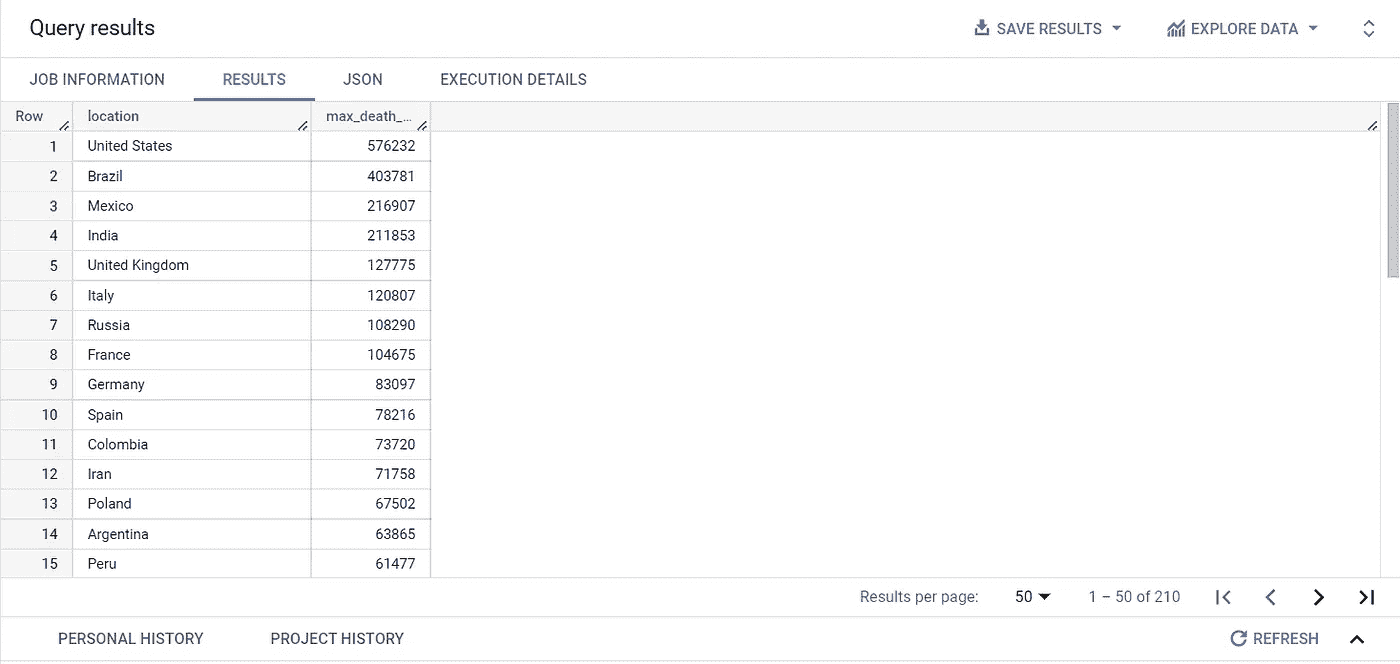 Query results SAVE RESULTS EXPLORE DATA
JOB INFORMATION RESULTS JSON EXECUTION DETAILS
Row location max_death_...
1 United States 576232
2 Brazil 403781
3 Mexico 216907
4 India 211853
5 United Kingdom 127775
6 Italy 120807
7 Russia 108290
8 France 104675
9 Germany 83097
10 Spain 78216
11 Colombia 73720
12 Iran 71758
13 Poland 67502
14 Argentina 63865
15 Peru 61477
Results per page: 50 1 – 50 of 210
PERSONAL HISTORY PROJECT HISTORY REFRESH